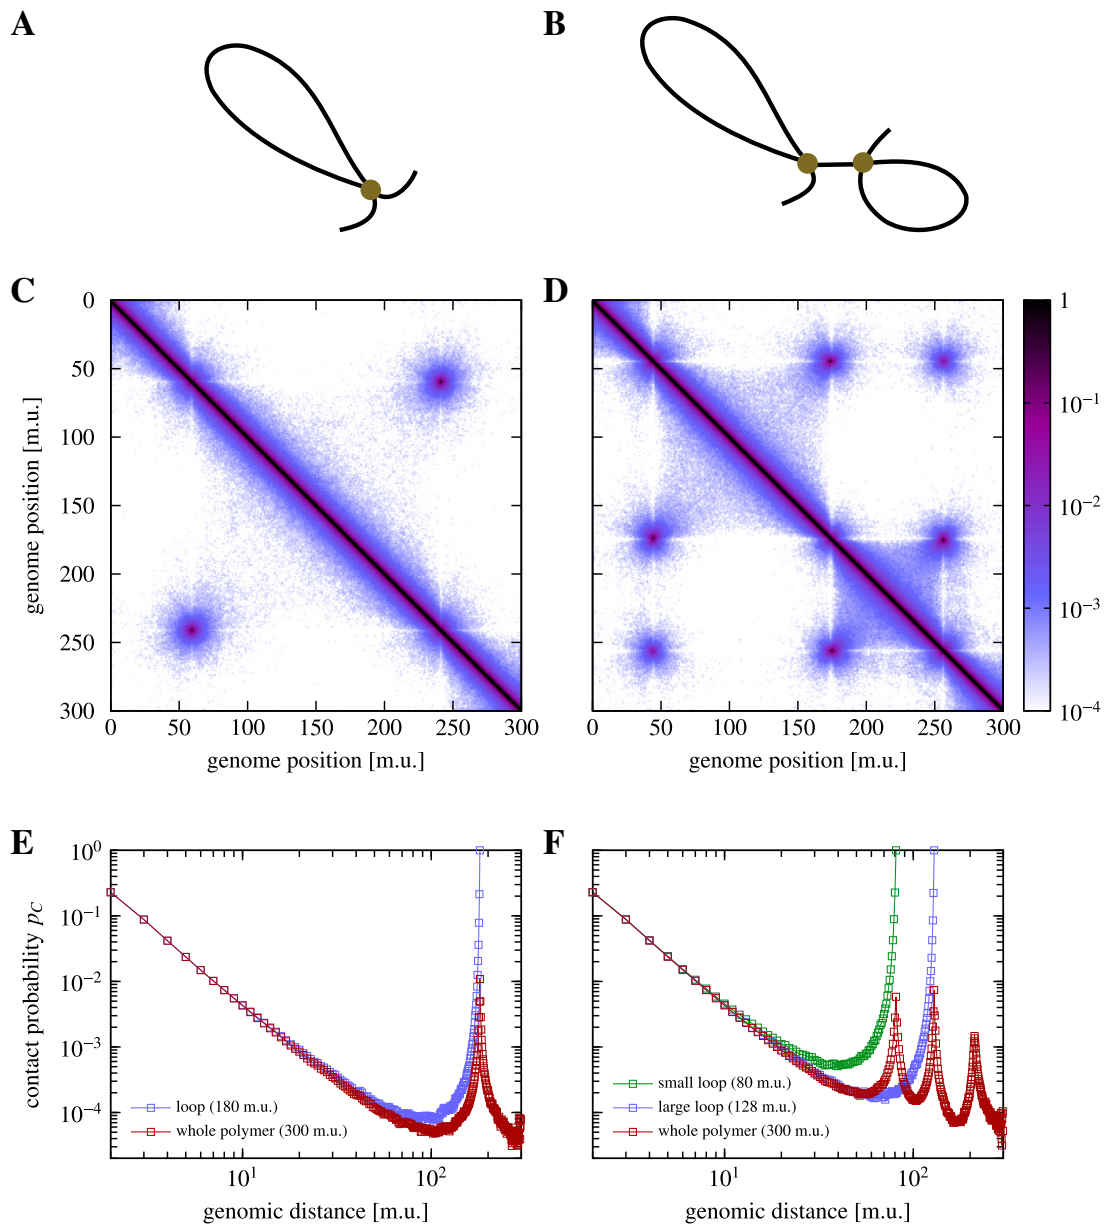 A
B
C
D
0
50
100
150
200
250
300
genome position [m.u.]
0
50
100
150
200
250
300
genome position [m.u.]
0
50
100
150
200
250
300
genome position [m.u.]
1
10⁻¹
10⁻²
10⁻³
10⁻⁴
E
F
10⁰
10⁻¹
10⁻²
10⁻³
10⁻⁴
contact probability p_C
loop (180 m.u.)
whole polymer (300 m.u.)
10¹
10²
genomic distance [m.u.]
small loop (80 m.u.)
large loop (128 m.u.)
whole polymer (300 m.u.)
10¹
10²
genomic distance [m.u.]